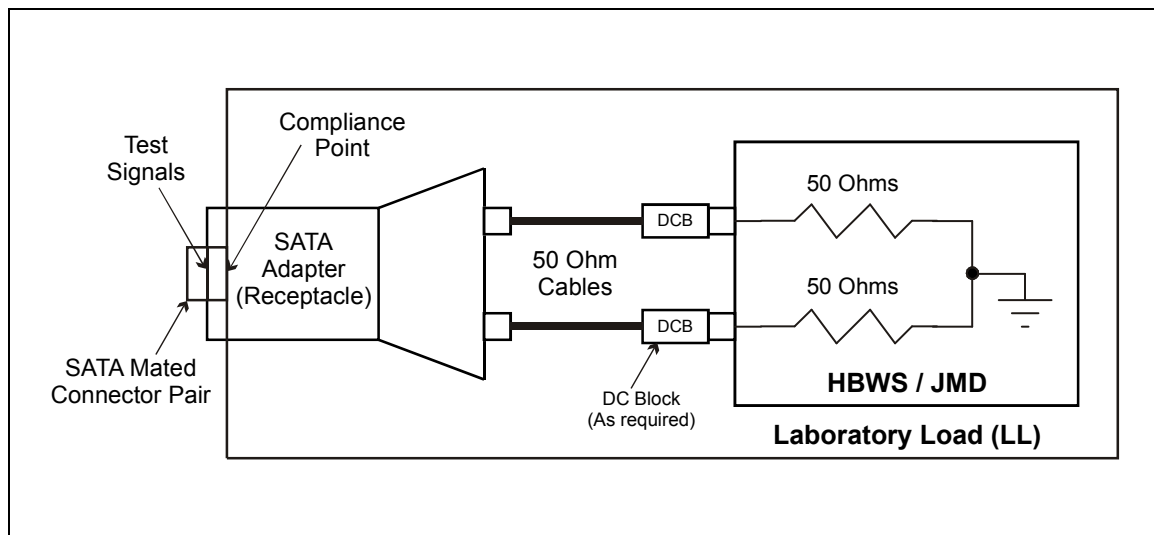 Test
Signals
Compliance
Point
SATA
Adapter
(Receptacle)
SATA Mated
Connector Pair
50 Ohm
Cables
DCB
DCB
DC Block
(As required)
50 Ohms
50 Ohms
HBWS / JMD
Laboratory Load (LL)